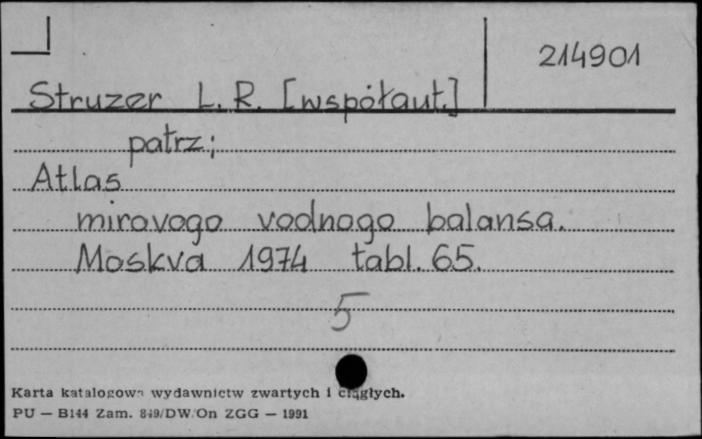 214901
Struzer L. R. [współaut.]
patrz;
Atlas
mirovogo vodnogo balansa.
Moskva 1974 tabl. 65.
5
Karta katalogowa wydawnictw zwartych i ciągłych.
PU — B144 Zam. 849/DW/On ZGG — 1991